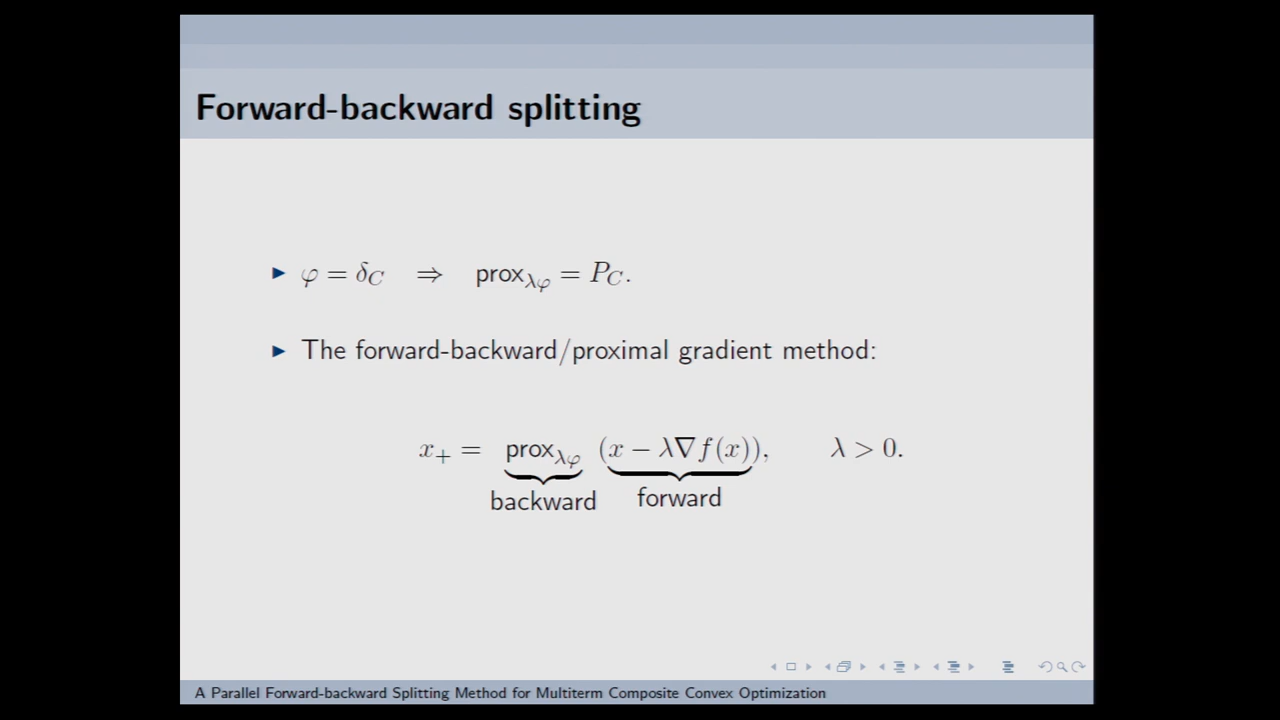 Forward-backward splitting
▶ φ = δ_C ⇒ prox_{λφ} = P_C.
▶ The forward-backward/proximal gradient method:
x_+ = prox_{λφ} (x − λ∇f(x)), λ > 0.
backward forward
A Parallel Forward-backward Splitting Method for Multiterm Composite Convex Optimization